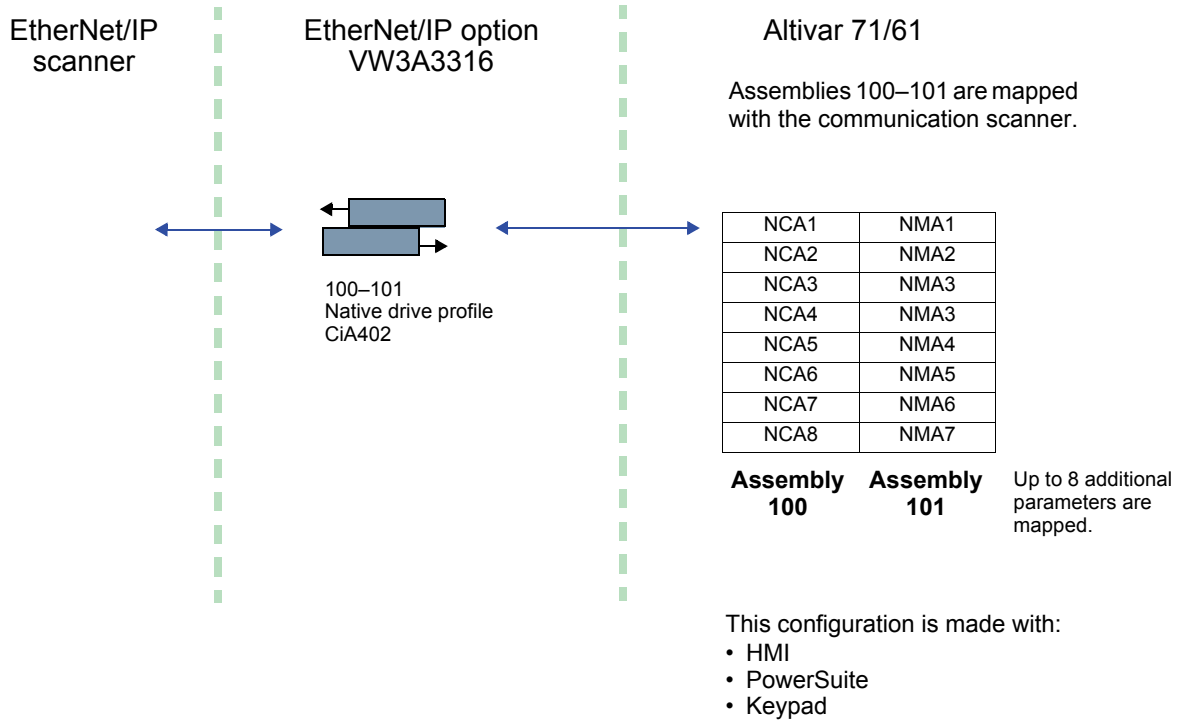 EtherNet/IP
scanner
EtherNet/IP option
VW3A3316
Altivar 71/61
Assemblies 100–101 are mapped
with the communication scanner.
100–101
Native drive profile
CiA402
NCA1 NMA1
NCA2 NMA2
NCA3 NMA3
NCA4 NMA3
NCA5 NMA4
NCA6 NMA5
NCA7 NMA6
NCA8 NMA7
Assembly
100
Assembly
101
Up to 8 additional
parameters are
mapped.
This configuration is made with:
• HMI
• PowerSuite
• Keypad